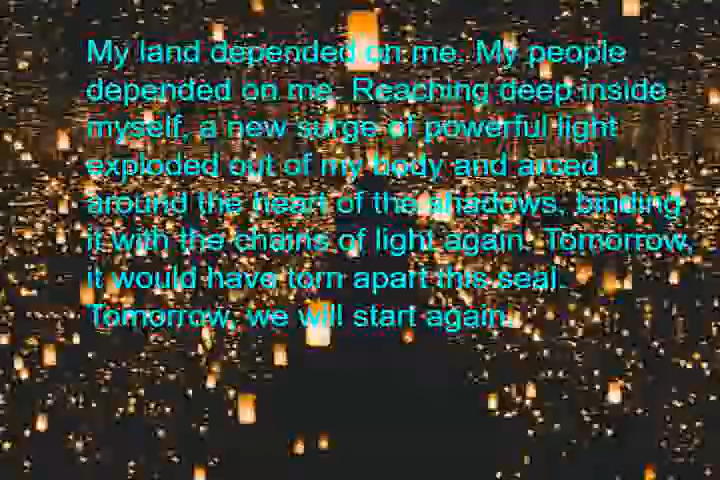 My land depended on me. My people
depended on me. Reaching deep inside
myself, a new surge of powerful light
exploded out of my body and arced
around the heart of the shadows, binding
it with the chains of light again. Tomorrow,
it would have torn apart this seal.
Tomorrow, we will start again.